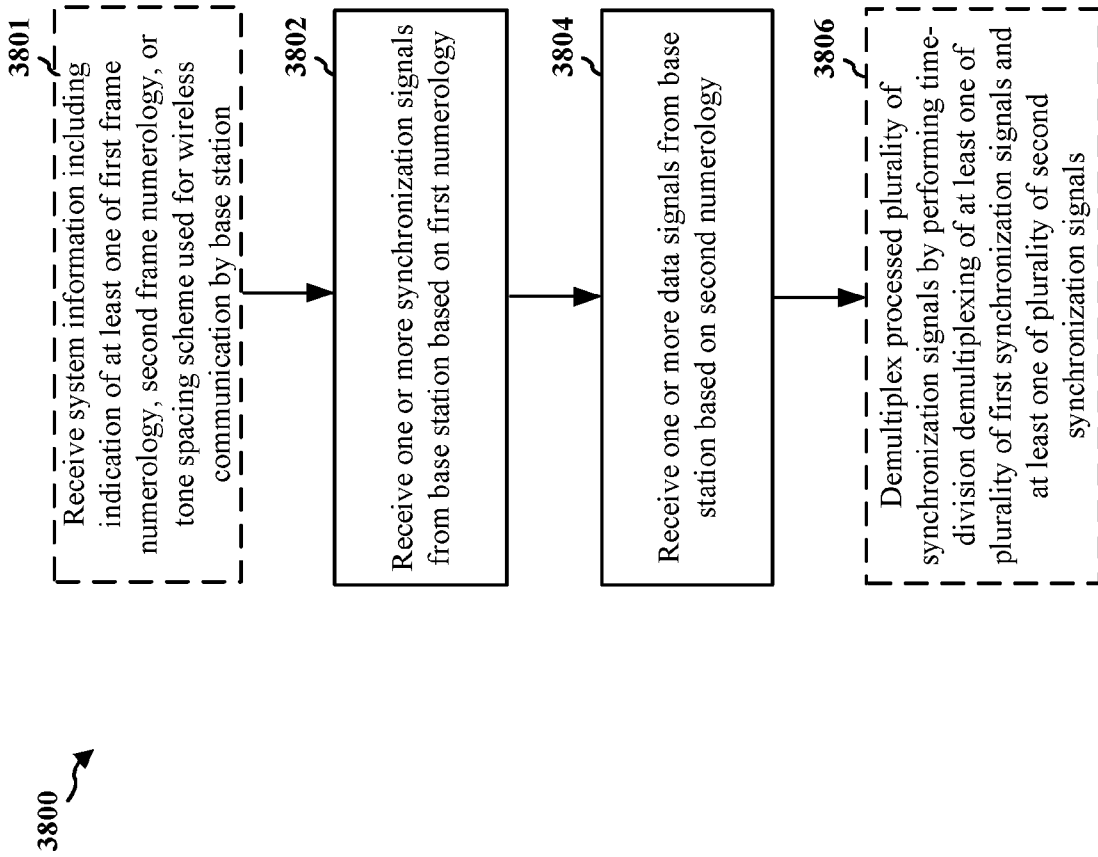 3800
3801
Receive system information including
indication of at least one of first frame
numerology, second frame numerology, or
tone spacing scheme used for wireless
communication by base station
3802
Receive one or more synchronization signals
from base station based on first numerology
3804
Receive one or more data signals from base
station based on second numerology
3806
Demultiplex processed plurality of
synchronization signals by performing time-
division demultiplexing of at least one of
plurality of first synchronization signals and
at least one of plurality of second
synchronization signals